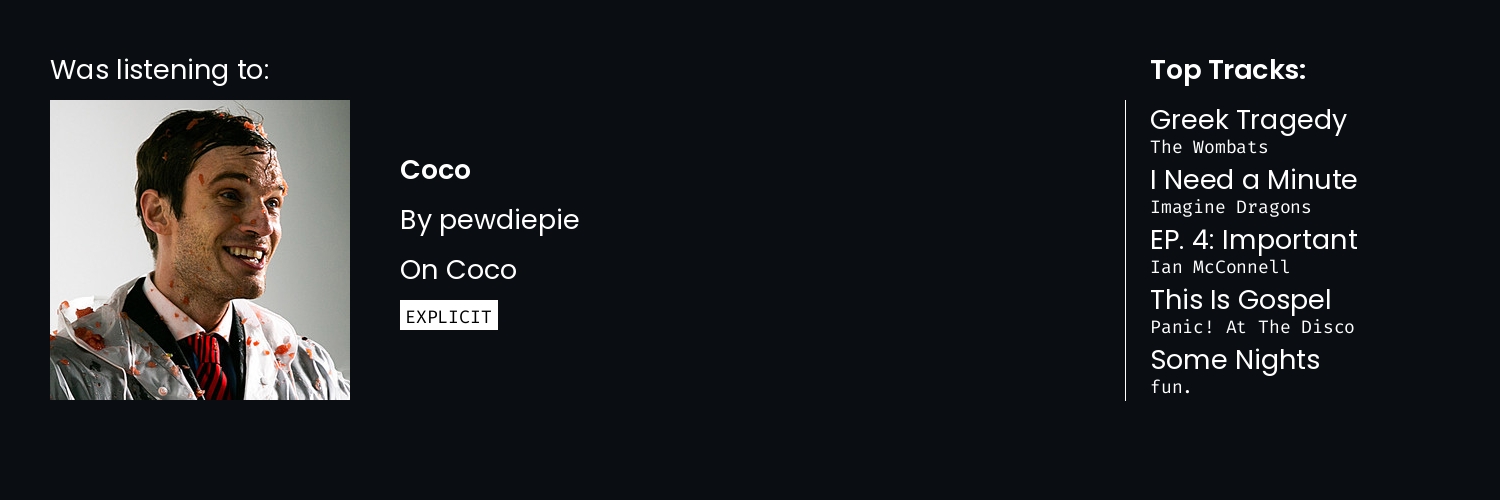 Was listening to:
Coco
By pewdiepie
On Coco
EXPLICIT
Top Tracks:
Greek Tragedy
The Wombats
I Need a Minute
Imagine Dragons
EP. 4: Important
Ian McConnell
This Is Gospel
Panic! At The Disco
Some Nights
fun.